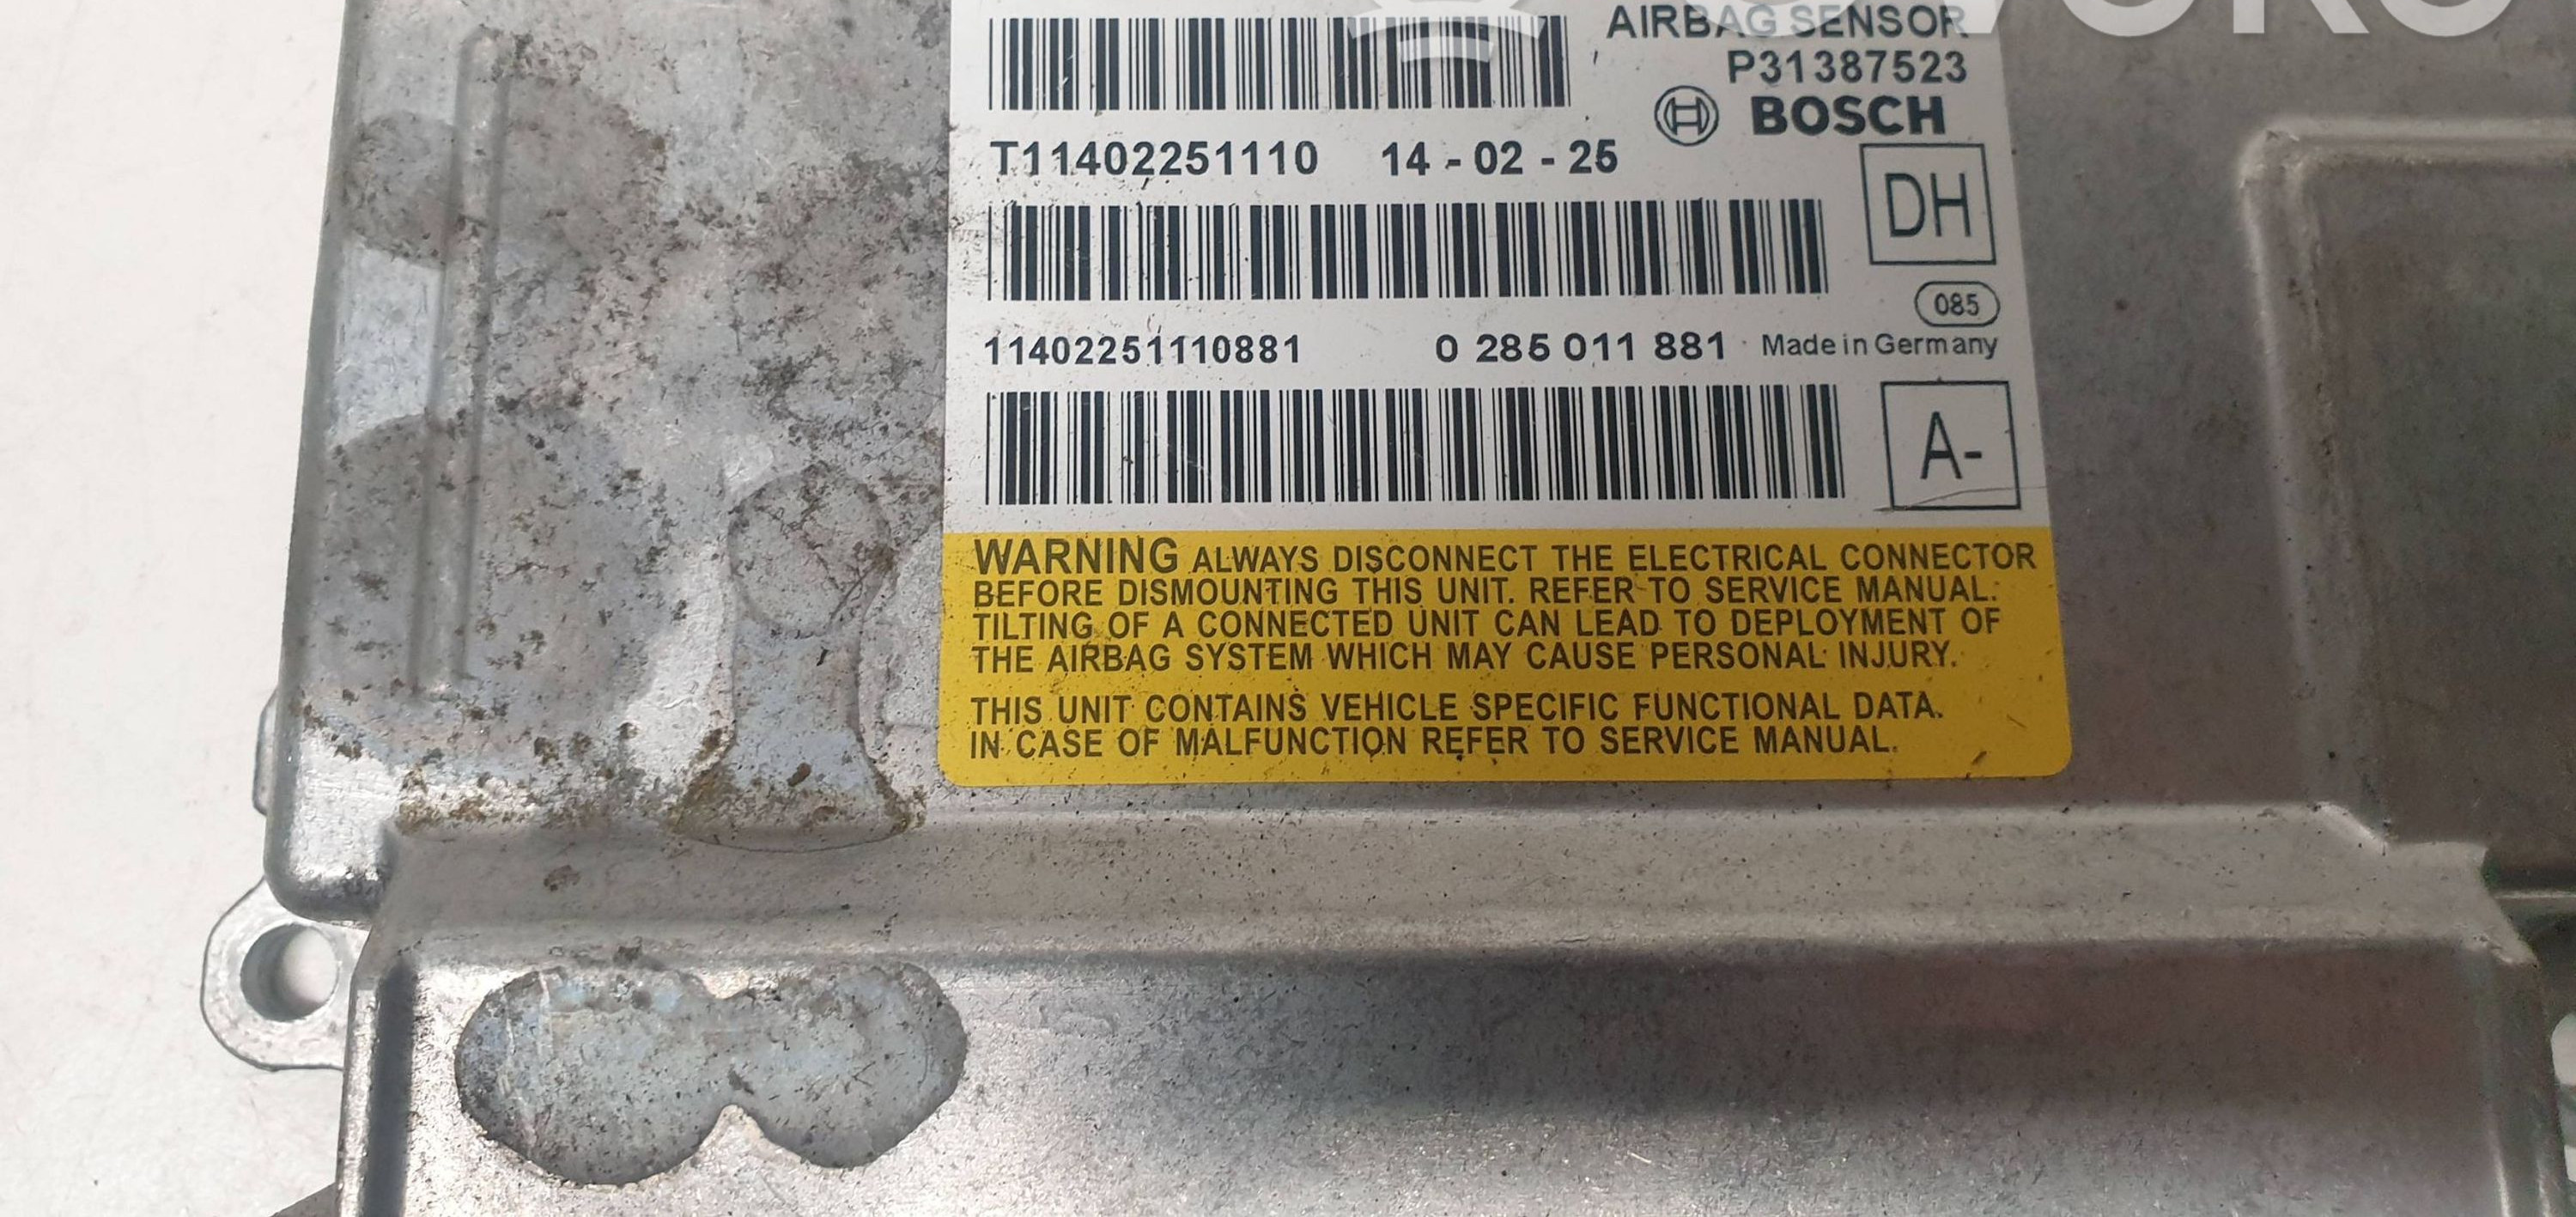 AIRBAG SENSOR
P31387523
BOSCH
T11402251110 14 - 02 - 25
DH
085
11402251110881 0 285 011 881 Made in Germany
A-
WARNING ALWAYS DISCONNECT THE ELECTRICAL CONNECTOR
BEFORE DISMOUNTING THIS UNIT. REFER TO SERVICE MANUAL.
TILTING OF A CONNECTED UNIT CAN LEAD TO DEPLOYMENT OF
THE AIRBAG SYSTEM WHICH MAY CAUSE PERSONAL INJURY.
THIS UNIT CONTAINS VEHICLE SPECIFIC FUNCTIONAL DATA.
IN CASE OF MALFUNCTION REFER TO SERVICE MANUAL.